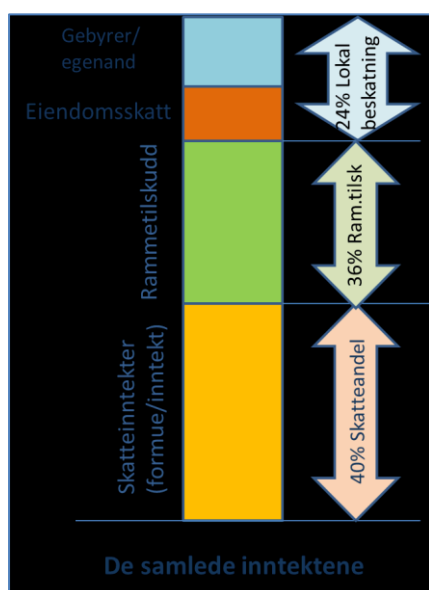 Gebyrer/
egenand
Eiendomsskatt
Rammetilskudd
Skatteinntekter
(formue/inntekt)
24% Lokal
beskatning
36% Ram.tilsk
40% Skatteandel
De samlede inntektene